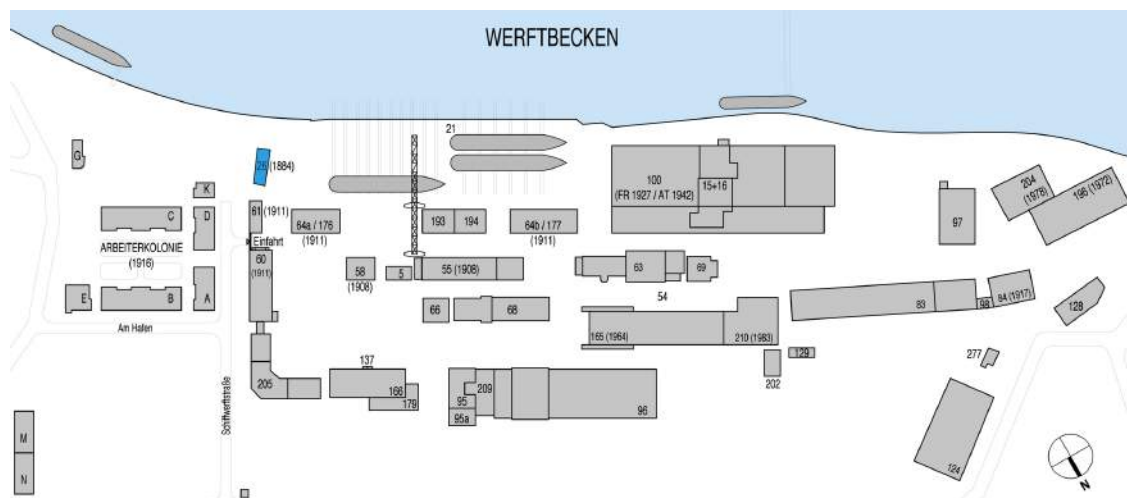 WERFTBECKEN
21
G
25 (1884)
K
C
D
ARBEITERKOLONIE
(1916)
E
B
A
Am Hafen
Schiffwerftstraße
M
N
61 (1911)
Einfahrt
60
(1911)
64a / 176
(1911)
193
194
64b / 177
(1911)
100
(FR 1927 / AT 1942)
15+16
97
204
(1978)
196 (1972)
58
(1908)
5
55 (1908)
63
69
54
66
68
165 (1964)
210 (1983)
83
98
84 (1917)
128
129
202
277
124
205
137
166
179
95
95a
209
96
N